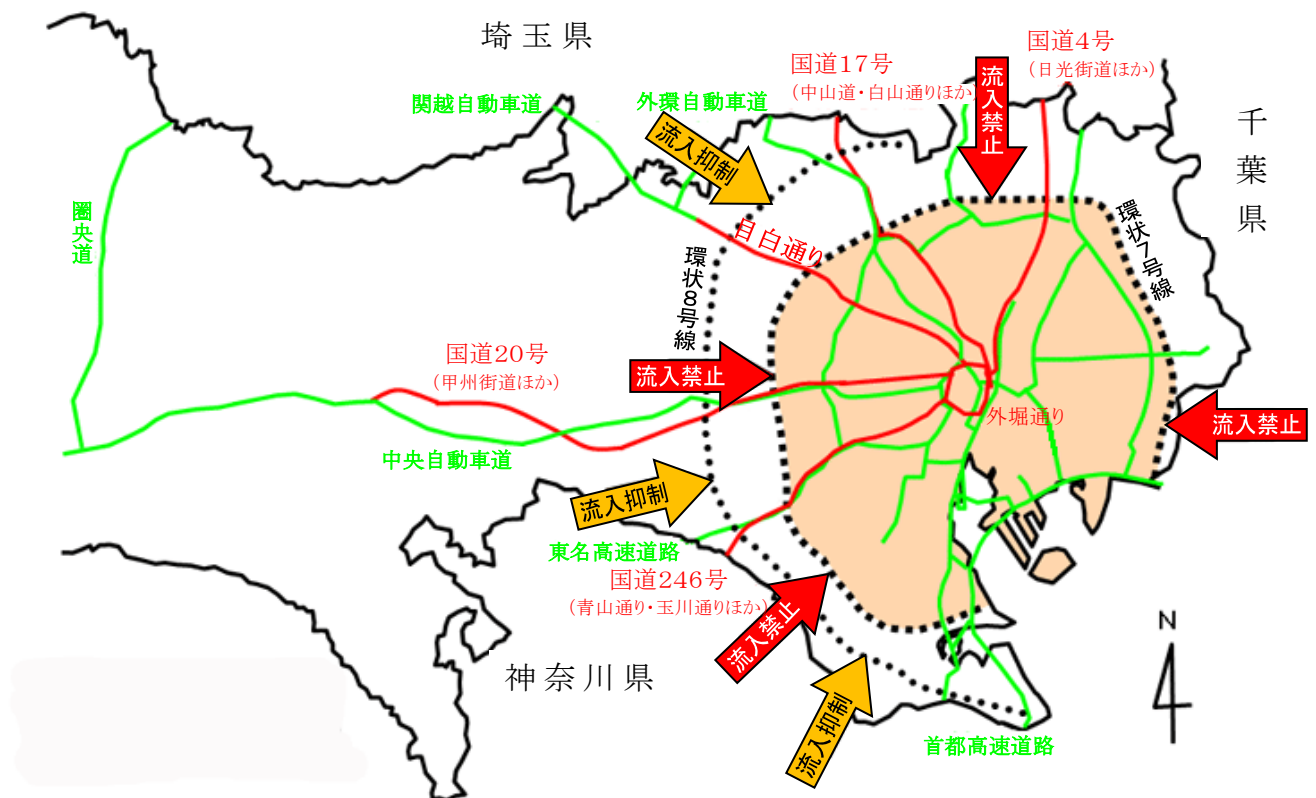 埼玉県
国道4号
（日光街道ほか）
国道17号
（中山道・白山通りほか）
流入禁止
関越自動車道
外環自動車道
千葉県
流入抑制
圏央道
目白通り
環状7号線
環状8号線
国道20号
（甲州街道ほか）
流入禁止
外堀通り
流入禁止
中央自動車道
流入抑制
東名高速道路
国道246号
（青山通り・玉川通りほか）
流入禁止
N
神奈川県
流入抑制
首都高速道路